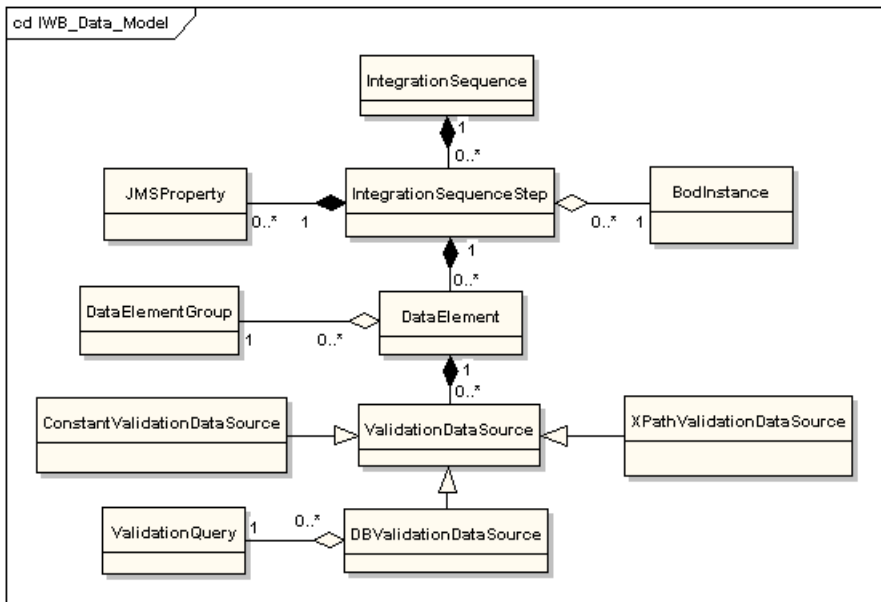 cd IWB_Data_Model
IntegrationSequence
1
0..*
JMSProperty
IntegrationSequenceStep
BodInstance
0..* 1
0..* 1
1
0..*
DataElementGroup
DataElement
1 0..*
1
0..*
ConstantValidationDataSource
ValidationDataSource
XPathValidationDataSource
ValidationQuery
1 0..*
DBValidationDataSource